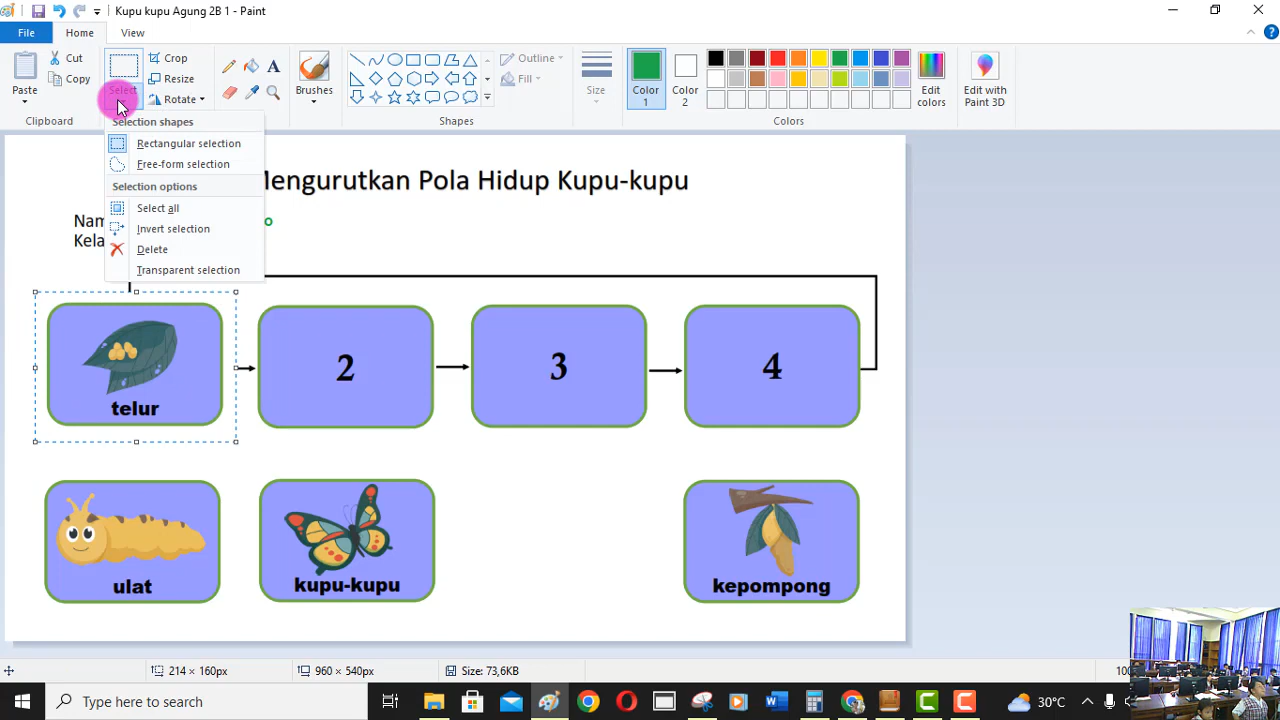 Kupu kupu Agung 2B 1 - Paint
File
Home
View
Paste
Cut
Copy
Clipboard
Select
Crop
Resize
Rotate
A
Brushes
Outline
Fill
Shapes
Size
Color 1
Color 2
Edit colors
Edit with Paint 3D
Colors
Selection shapes
Rectangular selection
Free-form selection
Selection options
Select all
Invert selection
Delete
Transparent selection
Mengurutkan Pola Hidup Kupu-kupu
Nam o
Kela
telur
2
3
4
ulat
kupu-kupu
kepompong
214 × 160px
960 × 540px
Size: 73,6KB
Type here to search
30°C